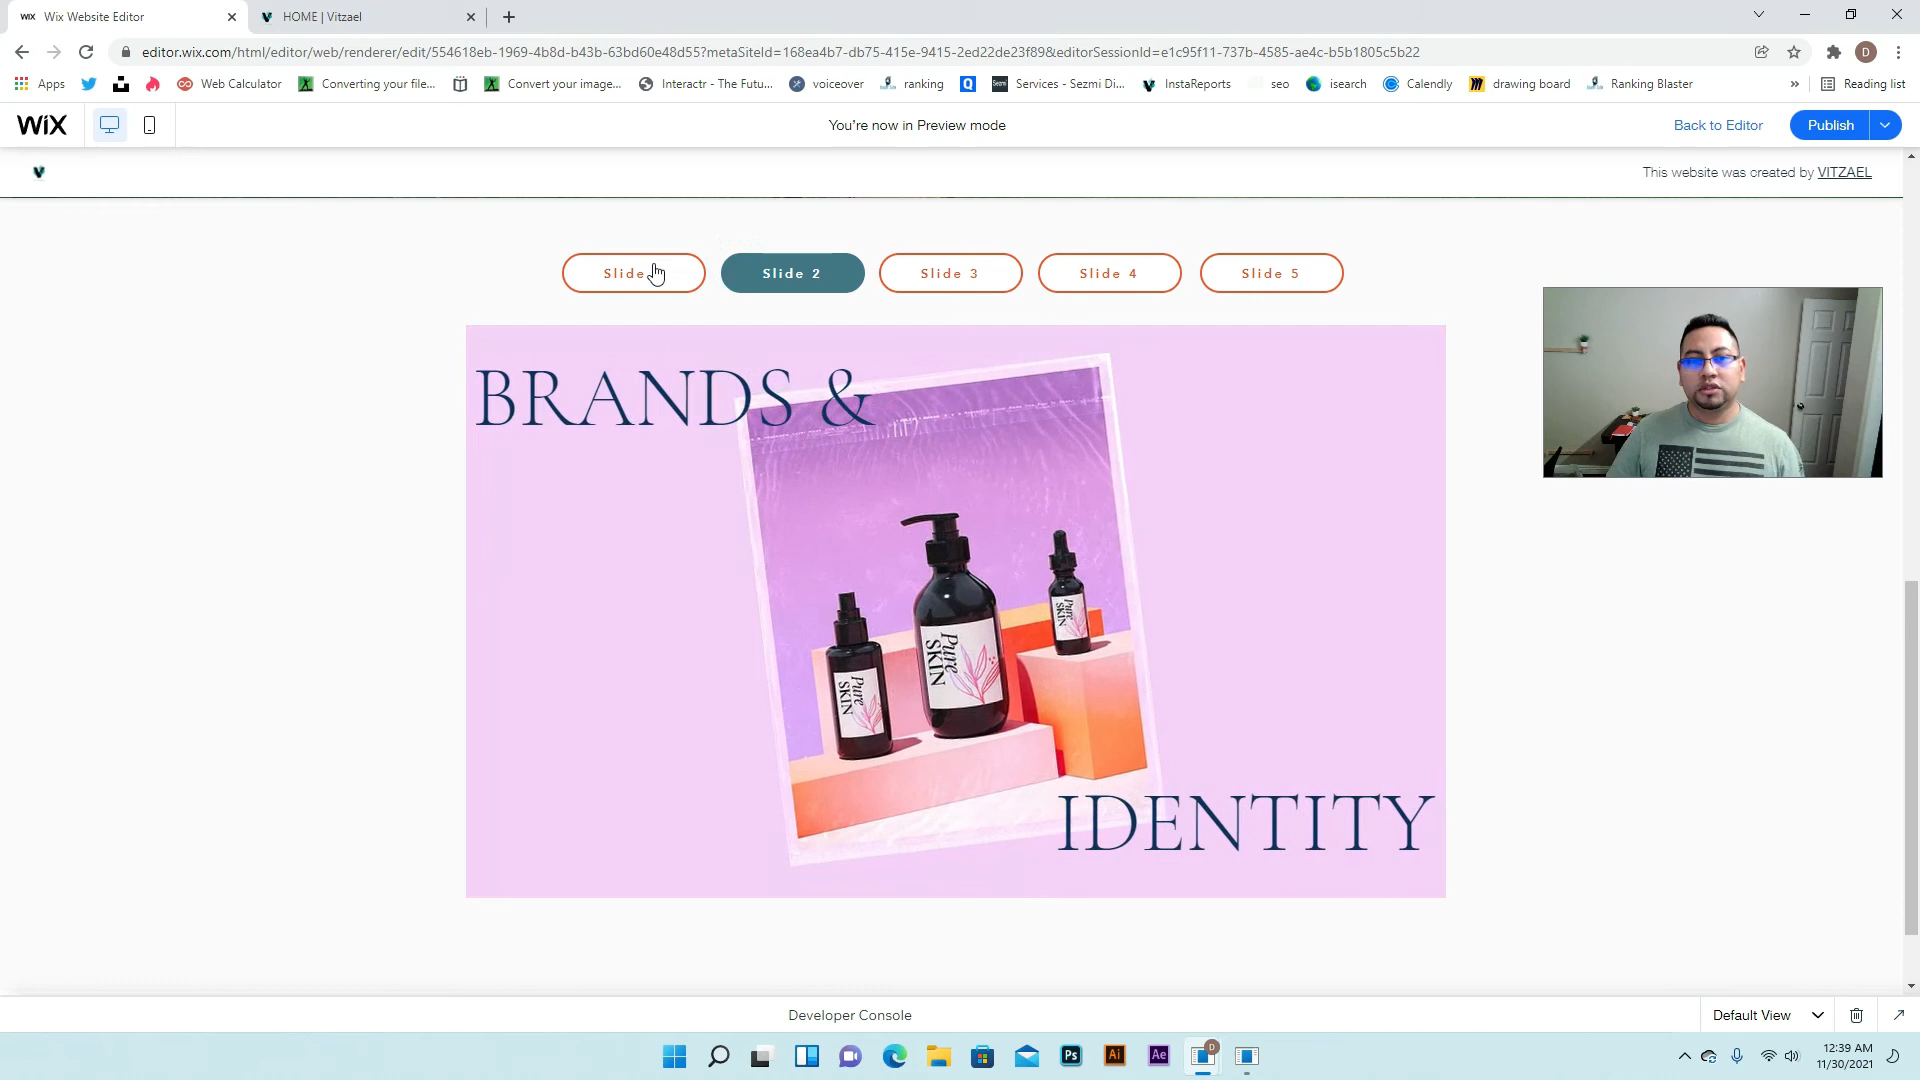 WiX Wix Website Editor
HOME | Vitzael
editor.wix.com/html/editor/web/renderer/edit/554618eb-1969-4b8d-b43b-63bd60e48d55?metaSiteId=168ea4b7-db75-415e-9415-2ed22de23f89&editorSessionId=e1c95f11-737b-4585-ae4c-b5b1805c5b22
D
Apps Web Calculator Converting your file... Convert your image... Interactr - The Futu... voiceover ranking Services - Sezmi Di... InstaReports seo isearch Calendly drawing board Ranking Blaster » Reading list
WiX
You're now in Preview mode
Back to Editor
Publish
This website was created by VITZAEL
Slide
Slide 2
Slide 3
Slide 4
Slide 5
BRANDS &
Pure SKIN
Pure SKIN
Pure SKIN
IDENTITY
Developer Console
Default View
Ps Ai Ae D
12:39 AM
11/30/2021